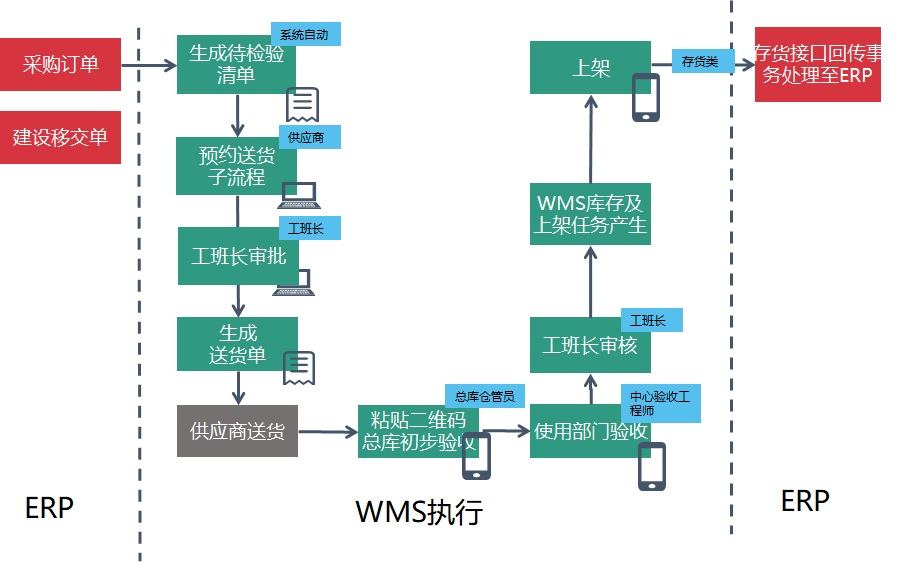 采购订单
建设移交单
系统自动
生成待检验
清单
供应商
预约送货
子流程
工班长
工班长审批
生成
送货单
供应商送货
总库仓管员
粘贴二维码
总库初步验收
中心验收工
程师
使用部门验收
工班长
工班长审核
WMS库存及
上架任务产生
上架
存货类
存货接口回传事
务处理至ERP
ERP
WMS执行
ERP